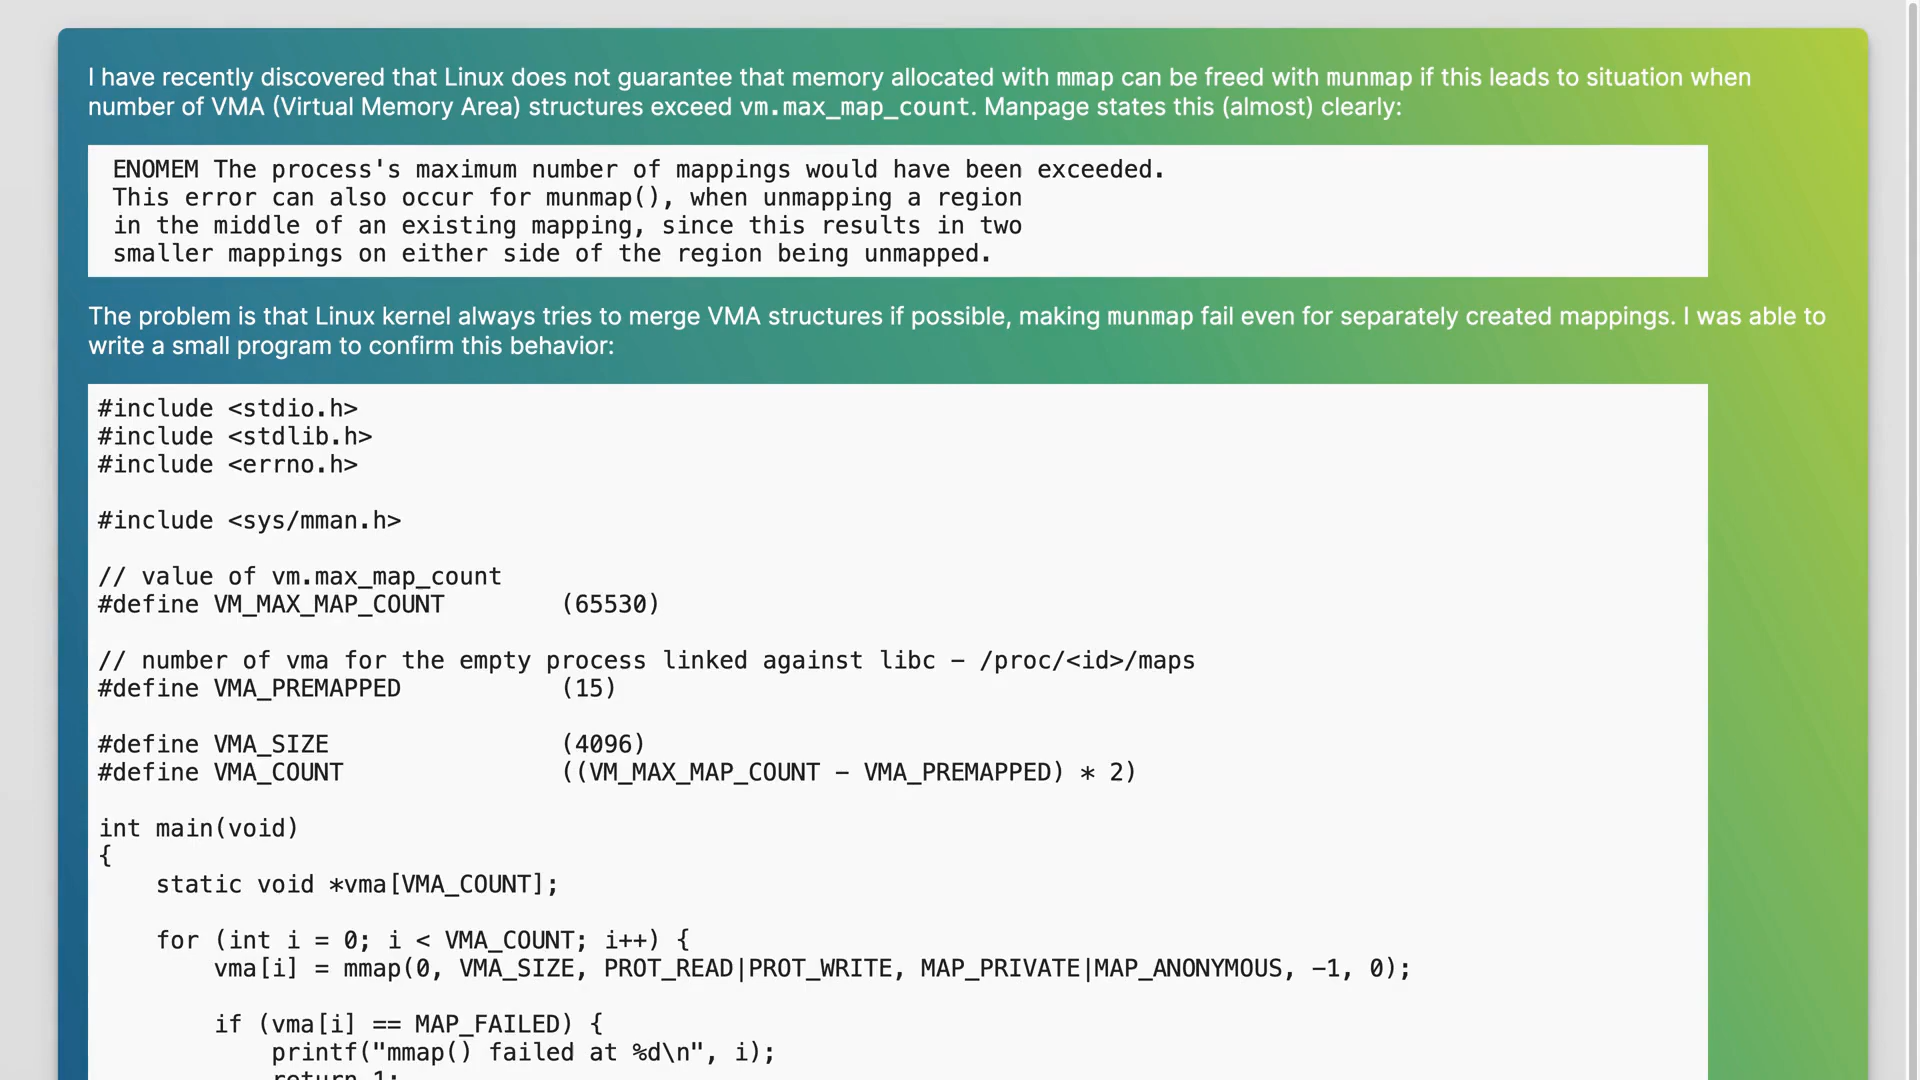 I have recently discovered that Linux does not guarantee that memory allocated with mmap can be freed with munmap if this leads to situation when
number of VMA (Virtual Memory Area) structures exceed vm.max_map_count. Manpage states this (almost) clearly:
ENOMEM The process's maximum number of mappings would have been exceeded.
This error can also occur for munmap(), when unmapping a region
in the middle of an existing mapping, since this results in two
smaller mappings on either side of the region being unmapped.
The problem is that Linux kernel always tries to merge VMA structures if possible, making munmap fail even for separately created mappings. I was able to
write a small program to confirm this behavior:
#include <stdio.h>
#include <stdlib.h>
#include <errno.h>
#include <sys/mman.h>
// value of vm.max_map_count
#define VM_MAX_MAP_COUNT        (65530)
// number of vma for the empty process linked against libc − /proc/<id>/maps
#define VMA_PREMAPPED           (15)
#define VMA_SIZE                (4096)
#define VMA_COUNT               ((VM_MAX_MAP_COUNT − VMA_PREMAPPED) * 2)
int main(void)
{
    static void *vma[VMA_COUNT];
    for (int i = 0; i < VMA_COUNT; i++) {
        vma[i] = mmap(0, VMA_SIZE, PROT_READ|PROT_WRITE, MAP_PRIVATE|MAP_ANONYMOUS, −1, 0);
        if (vma[i] == MAP_FAILED) {
            printf("mmap() failed at %d\n", i);
            return 1;